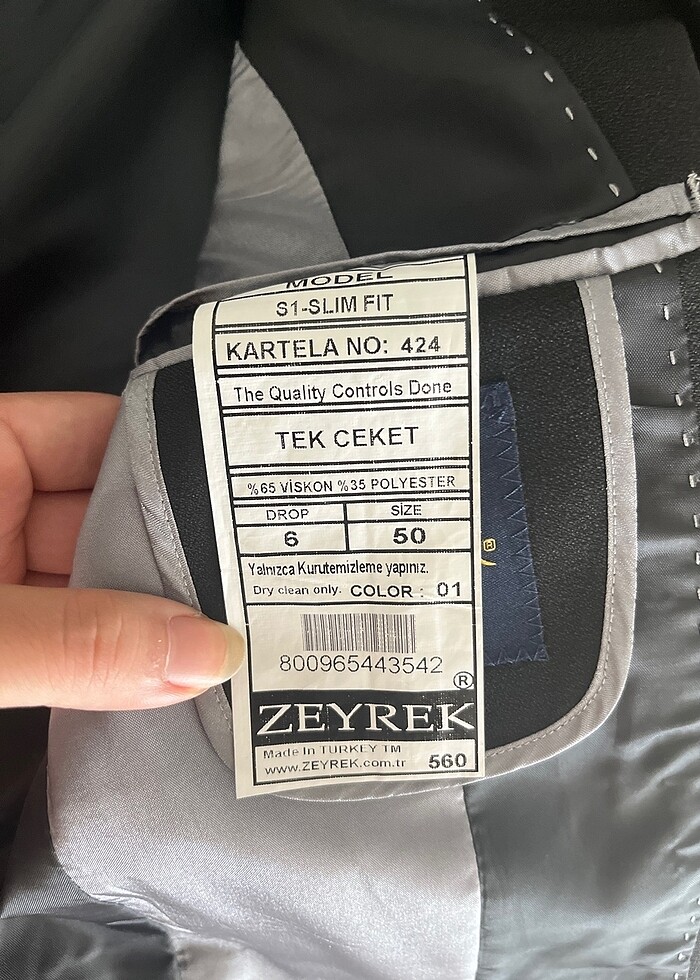 MODEL
S1-SLIM FIT
KARTELA NO: 424
The Quality Controls Done
TEK CEKET
%65 VİSKON %35 POLYESTER
DROP SİZE
6 50
Yalnızca Kurutemizleme yapınız.
Dry clean only. COLOR : 01
800965443542
®
ZEYREK
Made In TURKEY TM
www.ZEYREK.com.tr 560
®